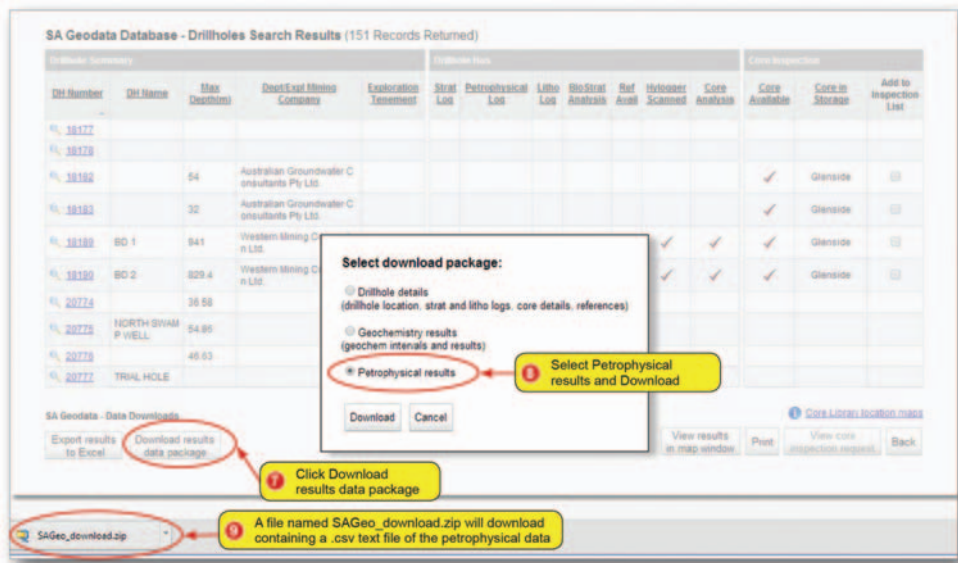 SA Geodata Database - Drillholes Search Results (151 Records Returned)
Drillhole Summary Drillhole Has Core Inspection
DH Number DH Name Max Depth(m) Dept/Expl Mining Company Exploration Tenement Strat Log Petrophysical Log Litho Log BioStrat Analysis Ref Avail Hylogger Scanned Core Analysis Core Available Core in Storage Add to Inspection List
18177
18178
18182 54 Australian Groundwater C
onsultants Pty Ltd. Glenside
18183 32 Australian Groundwater C
onsultants Pty Ltd. Glenside
18189 BD 1 841 Western Mining C
n Ltd. Glenside
18190 BD 2 829.4 Western Mining C
n Ltd. Glenside
20774 36.58
20775 NORTH SWAM
P WELL 54.86
20776 46.63
20777 TRIAL HOLE
Select download package:
Drillhole details
(drillhole location, strat and litho logs, core details, references)
Geochemistry results
(geochem intervals and results)
Petrophysical results
Download Cancel
8 Select Petrophysical
results and Download
SA Geodata - Data Downloads
Core Library location maps
Export results
to Excel
Download results
data package
View results
in map window
Print
View core
inspection request
Back
7 Click Download
results data package
SAGeo_download.zip
9 A file named SAGeo_download.zip will download
containing a .csv text file of the petrophysical data